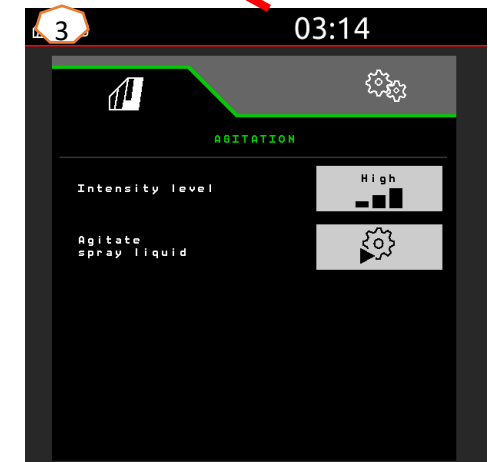 3
03:14
AGITATION
Intensity level
High
Agitate
spray liquid